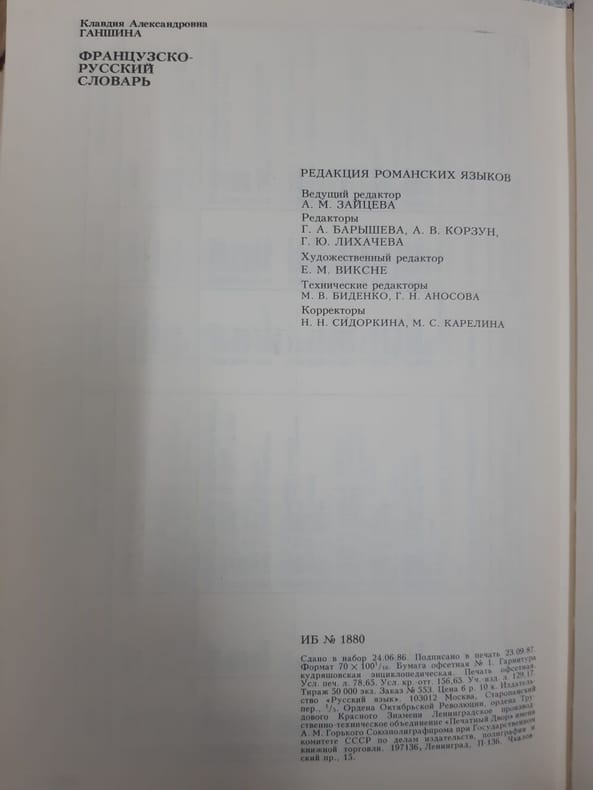 Клавдия Александровна
ГАНШИНА
ФРАНЦУЗСКО-
РУССКИЙ
СЛОВАРЬ
РЕДАКЦИЯ РОМАНСКИХ ЯЗЫКОВ
Ведущий редактор
А. М. ЗАЙЦЕВА
Редакторы
Г. А. БАРЫШЕВА, А. В. КОРЗУН,
Г. Ю. ЛИХАЧЕВА
Художественный редактор
Е. М. ВИКСНЕ
Технические редакторы
М. В. БИДЕНКО, Г. Н. АНОСОВА
Корректоры
Н. Н. СИДОРКИНА, М. С. КАРЕЛИНА
ИБ № 1880
Сдано в набор 24.06.86. Подписано в печать 23.09.87.
Формат 70 × 100¹/₁₆. Бумага офсетная № 1. Гарнитура
кудряшовская энциклопедическая. Печать офсетная.
Усл. печ. л. 78,65. Усл. кр. отт. 156,63. Уч. изд. л. 129,17.
Тираж 50 000 экз. Заказ № 553. Цена 6 р. 10 к. Издатель
ство «Русский язык». 103012 Москва, Старопанский
пер., ¹/₅. Ордена Октябрьской Революции, ордена Тру
дового Красного Знамени Ленинградское производ
ственно-техническое объединение «Печатный Двор» имени
А. М. Горького Союзполиграфпрома при Государственном
комитете СССР по делам издательств, полиграфии и
книжной торговли. 197136, Ленинград, П-136, Чкалов
ский пр., 15.